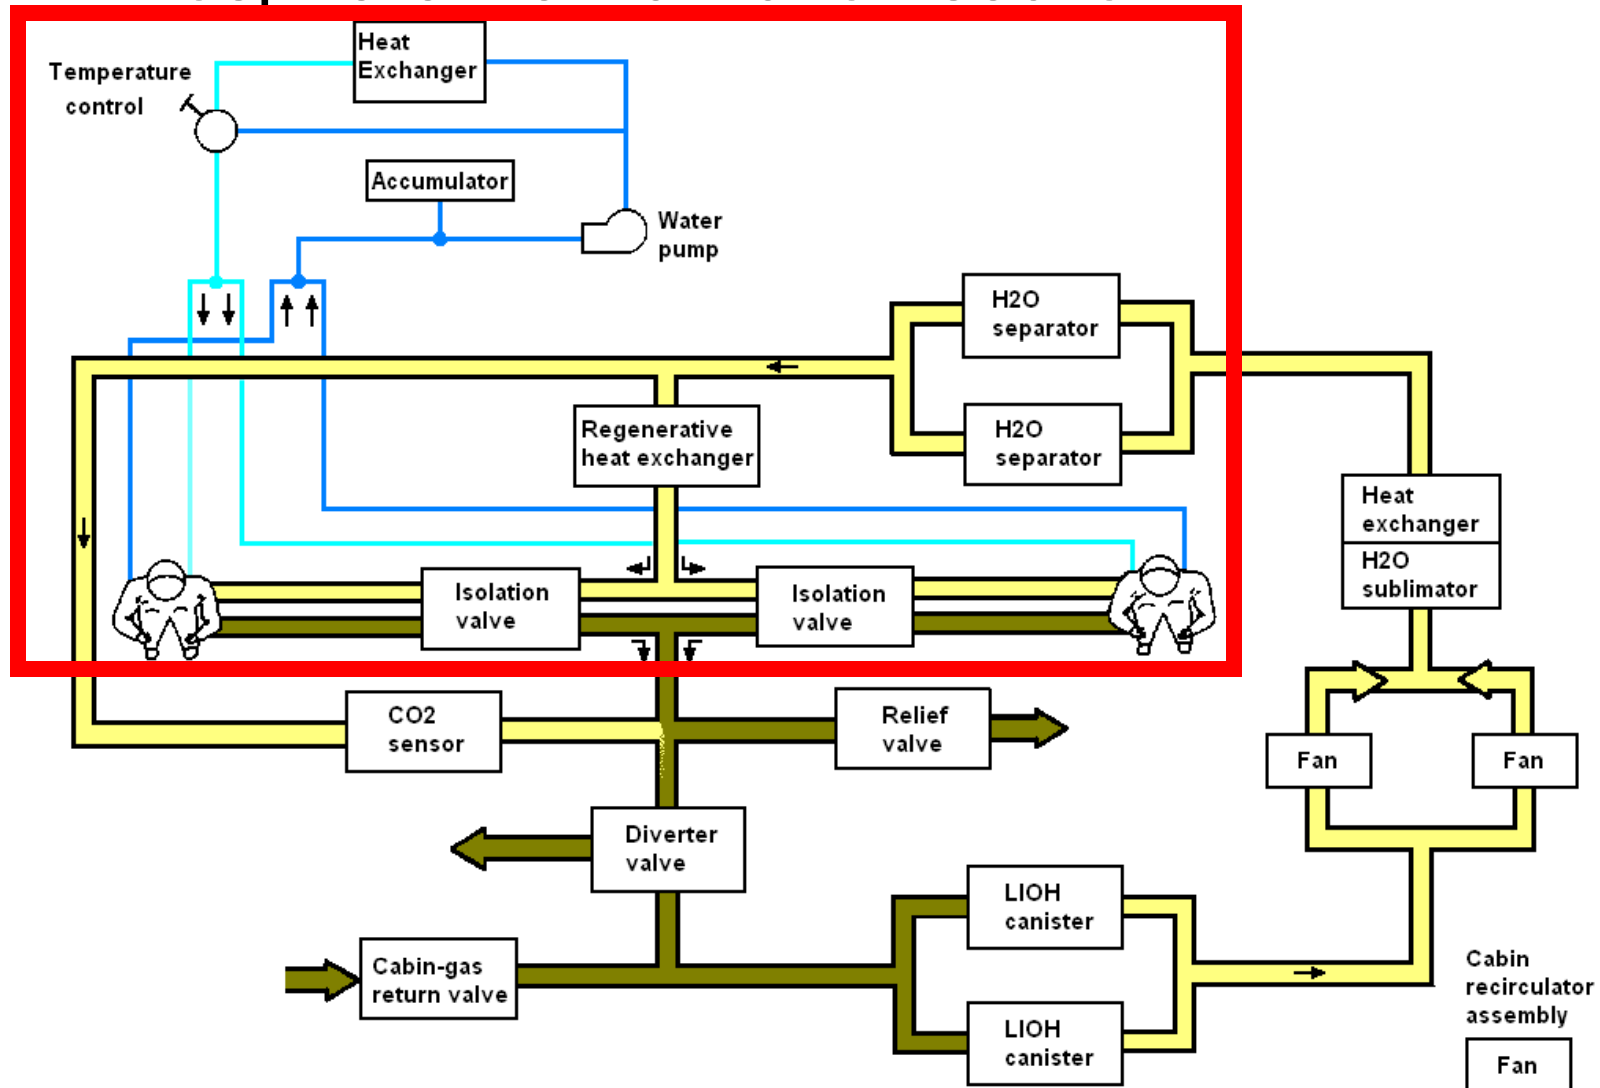 Heat
Exchanger
Temperature
control
Accumulator
Water
pump
H2O
separator
Regenerative
heat exchanger
H2O
separator
Heat
exchanger
H2O
sublimator
Isolation
valve
Isolation
valve
CO2
sensor
Relief
valve
Fan
Fan
Diverter
valve
LIOH
canister
Cabin-gas
return valve
LIOH
canister
Cabin
recirculator
assembly
Fan